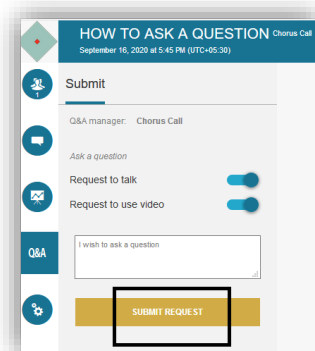 HOW TO ASK A QUESTION Chorus Call
September 16, 2020 at 5:45 PM (UTC+05:30)
1
Submit
Q&A manager: Chorus Call
Ask a question
Request to talk
Request to use video
Q&A
I wish to ask a question
SUBMIT REQUEST